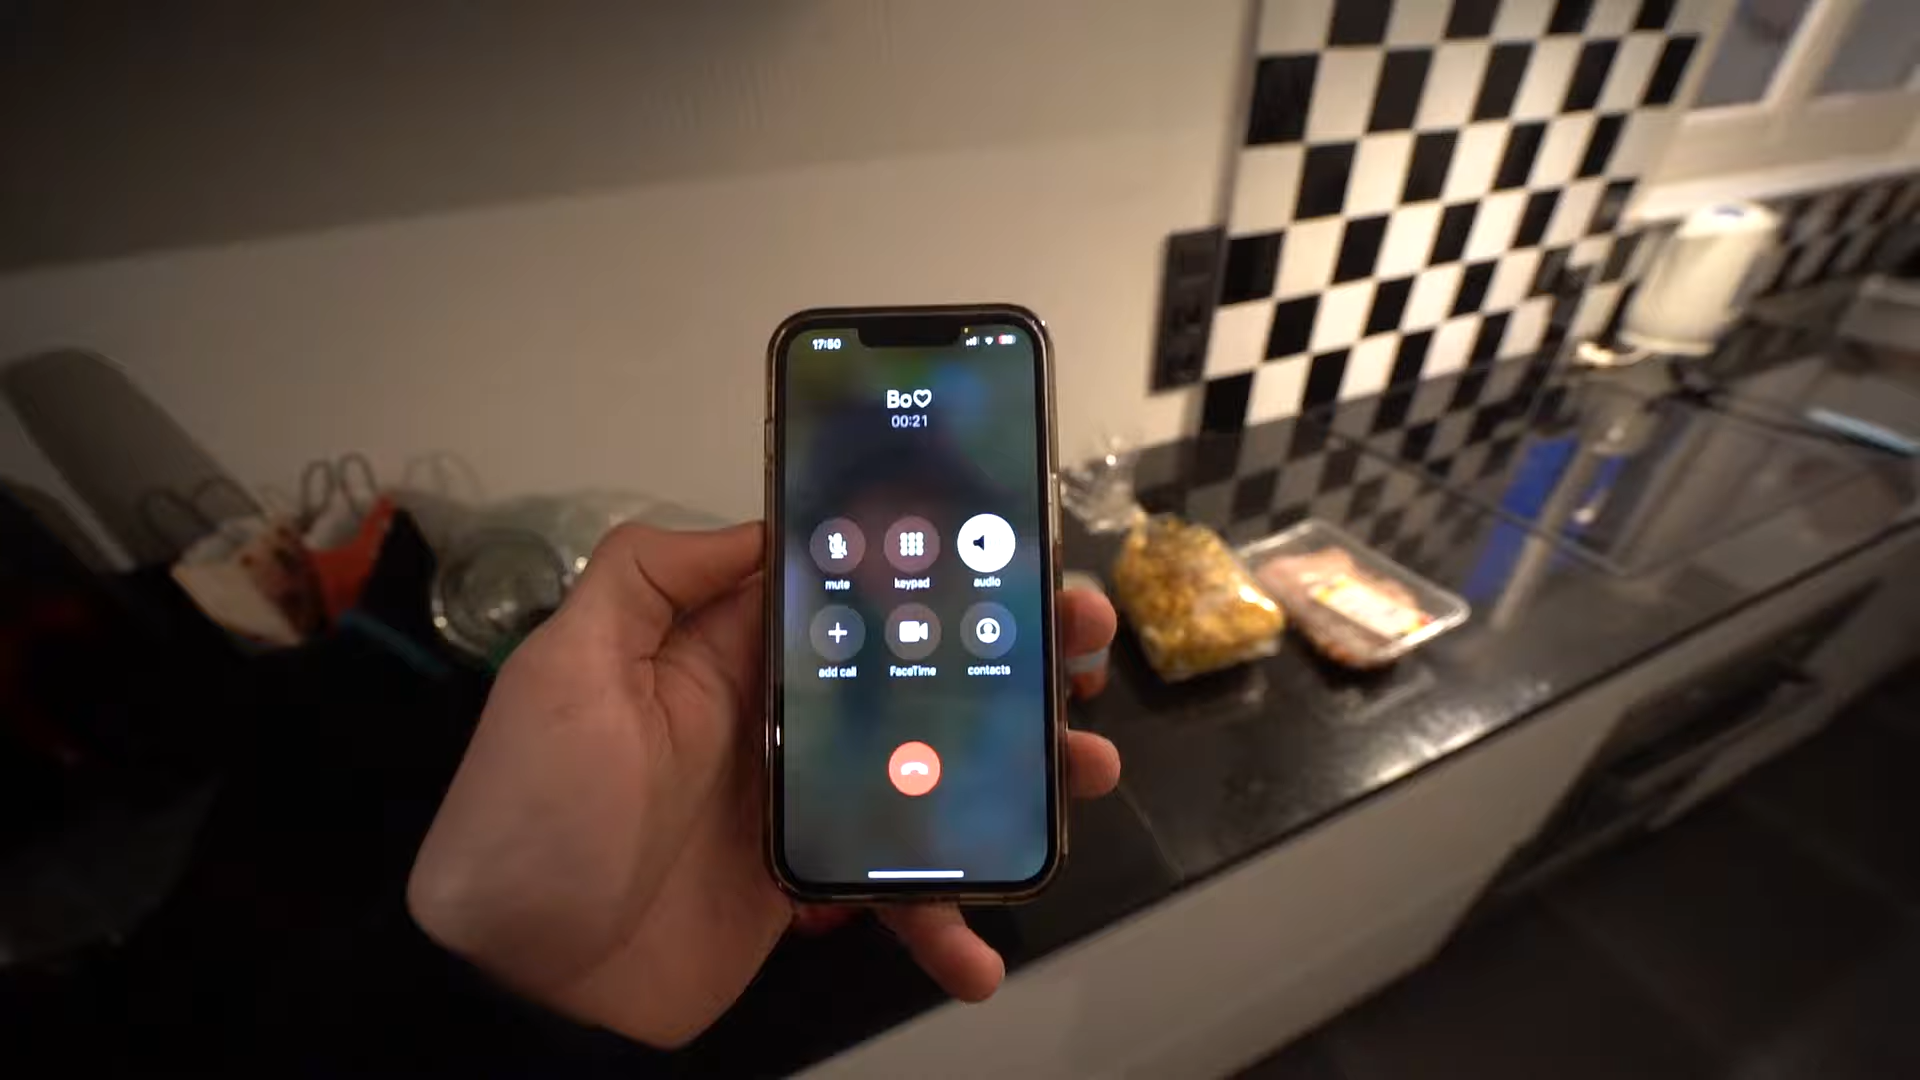 17:50
Bo♡
00:21
mute keypad audio
add call FaceTime contacts